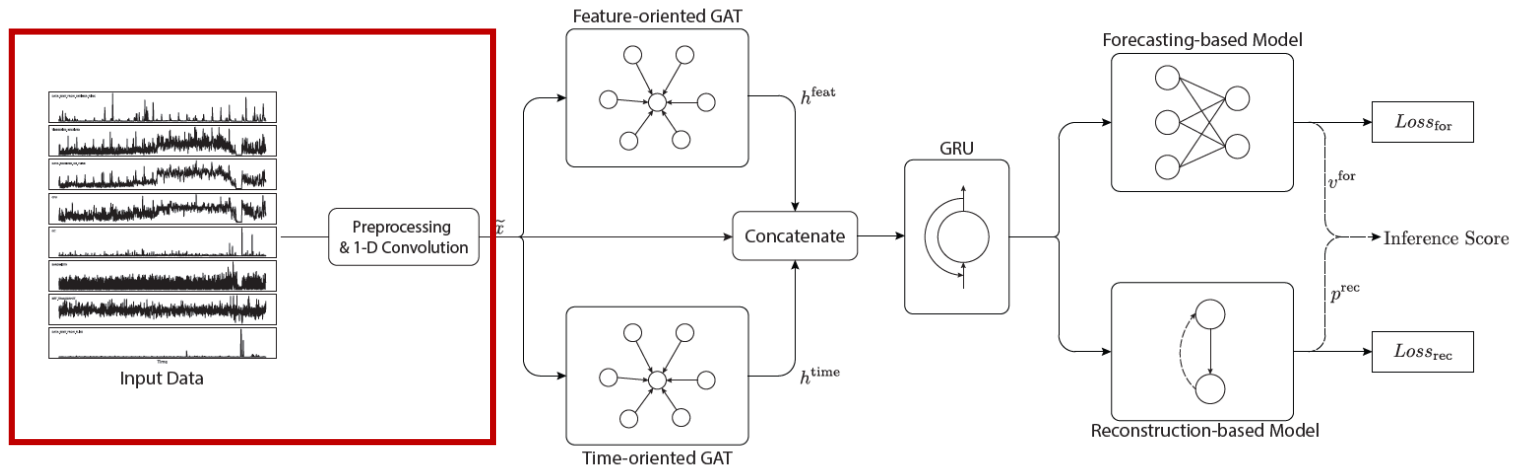 Feature-oriented GAT
h^feat
Input Data
Time
Preprocessing
& 1-D Convolution
x̃
Concatenate
Time-oriented GAT
h^time
GRU
Forecasting-based Model
Loss_for
v^for
Inference Score
p^rec
Loss_rec
Reconstruction-based Model